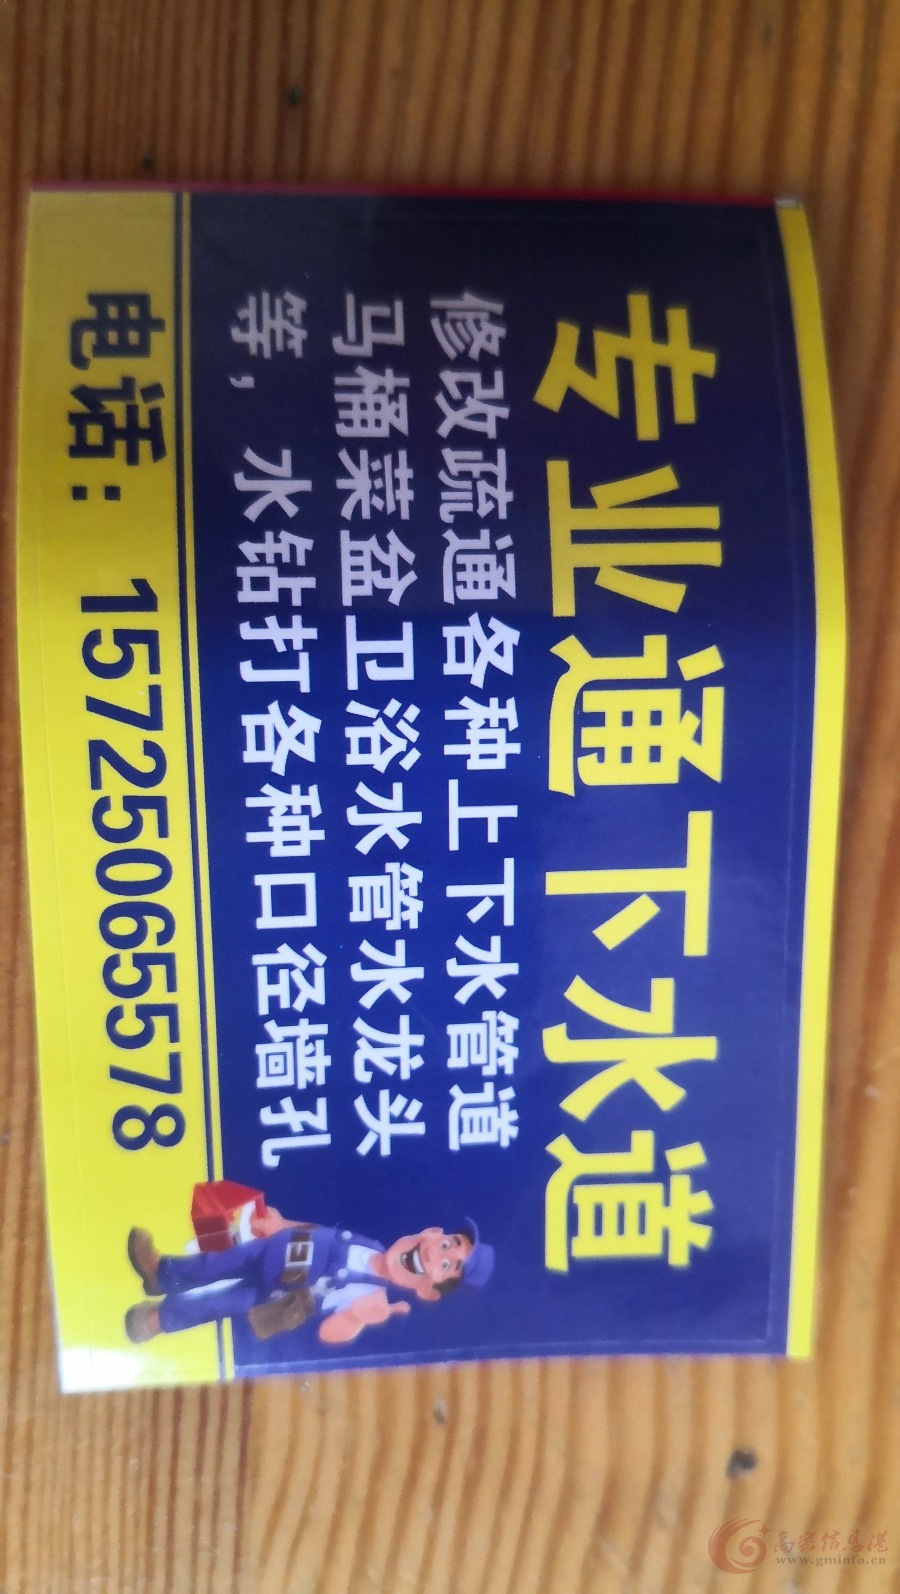 专业通下水道
修改疏通各种上下水管道
马桶菜盆卫浴水管水龙头
等，水钻打各种口径墙孔
电话：15725065578
高密信息港
www.gminfo.cn